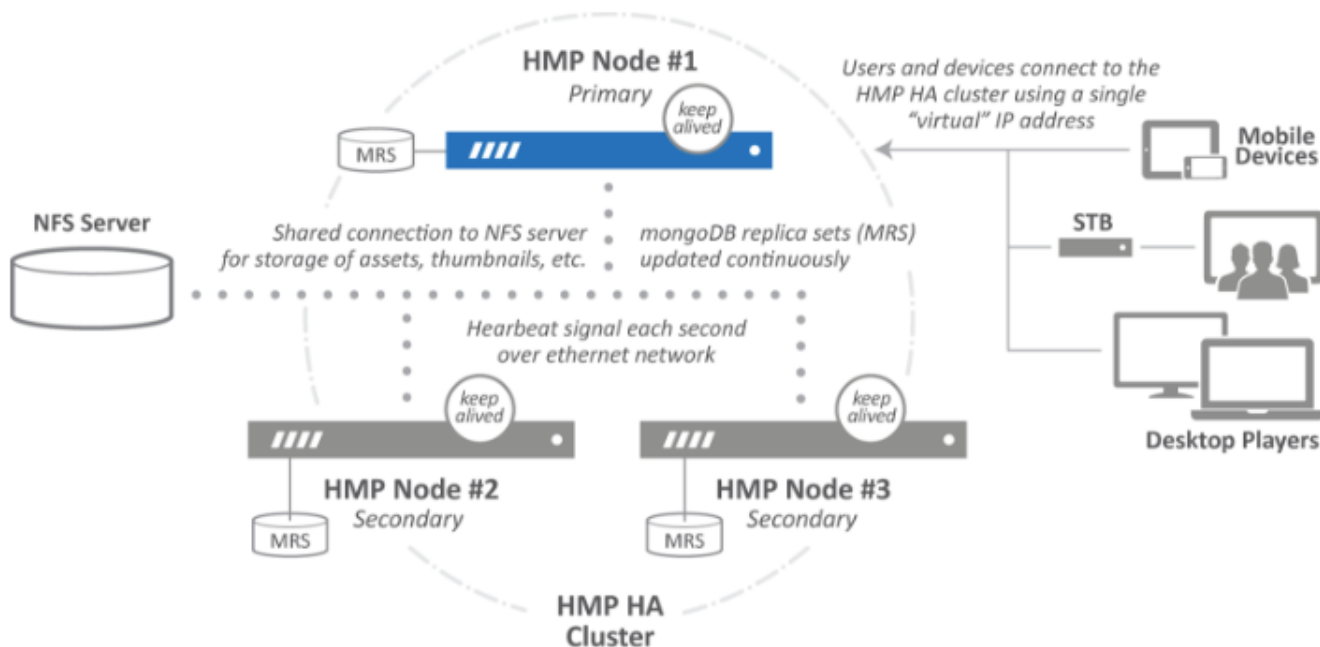 HMP Node #1
Primary
keep
alived
MRS
Users and devices connect to the
HMP HA cluster using a single
“virtual” IP address
Mobile
Devices
NFS Server
Shared connection to NFS server
for storage of assets, thumbnails, etc.
mongoDB replica sets (MRS)
updated continuously
STB
Hearbeat signal each second
over ethernet network
keep
alived
keep
alived
Desktop Players
HMP Node #2
Secondary
MRS
HMP Node #3
Secondary
MRS
HMP HA
Cluster